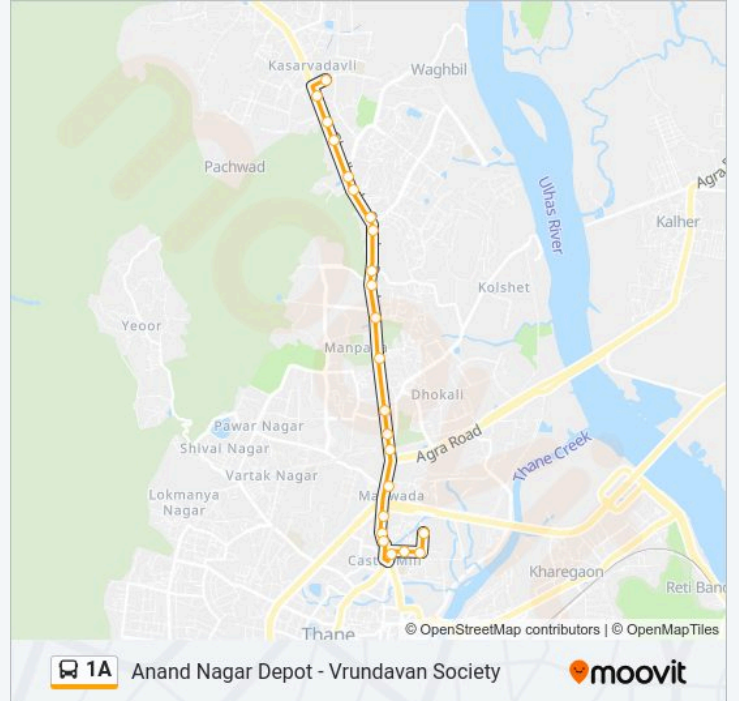 Kasarvadavli
Waghbil
Pachwad
Agra
Ulhas River
Kalher
Kolshet
Yeoor
Manpada
Dhokali
Pawar Nagar
Agra Road
Shivai Nagar
Thane Creek
Vartak Nagar
Lokmanya
Nagar
Castle Mill
Kharegaon
Reti Band
Thane
© OpenStreetMap contributors | © OpenMapTiles
1A Anand Nagar Depot - Vrundavan Society
moovit